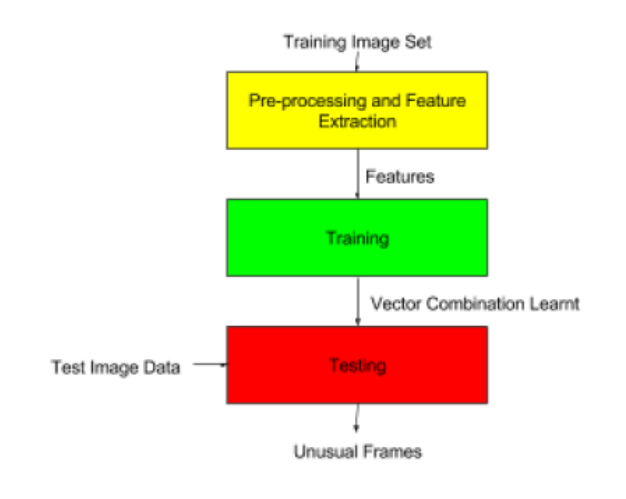 Training Image Set
Pre-processing and Feature
Extraction
Features
Training
Vector Combination Learnt
Test Image Data
Testing
Unusual Frames